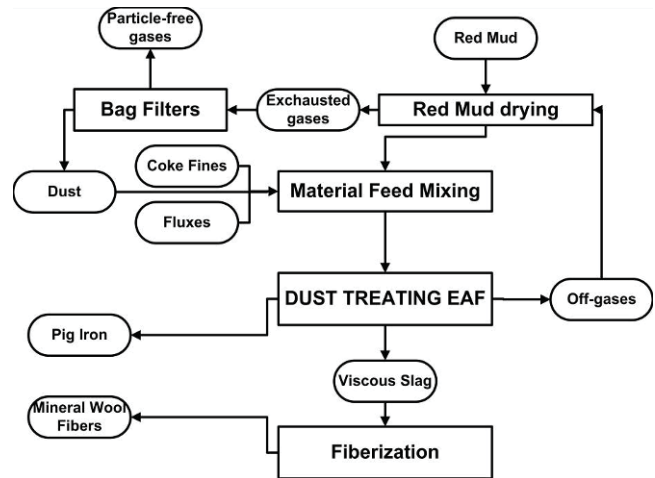 Particle-free
gases
Red Mud
Bag Filters
Exchausted
gases
Red Mud drying
Coke Fines
Dust
Material Feed Mixing
Fluxes
DUST TREATING EAF
Off-gases
Pig Iron
Viscous Slag
Mineral Wool
Fibers
Fiberization